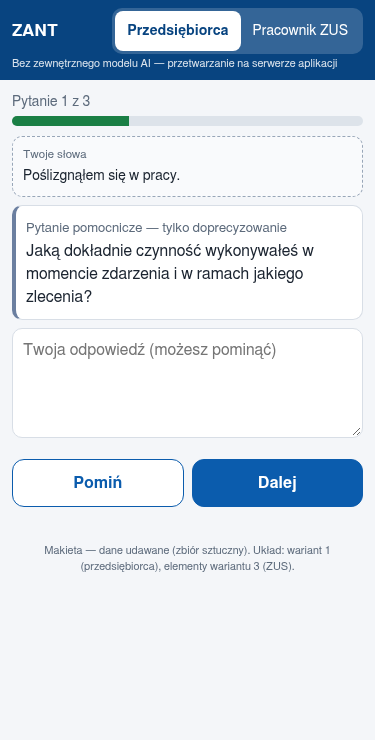 ZANT
Przedsiębiorca
Pracownik ZUS
Bez zewnętrznego modelu AI — przetwarzanie na serwerze aplikacji
Pytanie 1 z 3
Twoje słowa
Poślizgnąłem się w pracy.
Pytanie pomocnicze — tylko doprecyzowanie
Jaką dokładnie czynność wykonywałeś w
momencie zdarzenia i w ramach jakiego
zlecenia?
Twoja odpowiedź (możesz pominąć)
Pomiń
Dalej
Makieta — dane udawane (zbiór sztuczny). Układ: wariant 1
(przedsiębiorca), elementy wariantu 3 (ZUS).